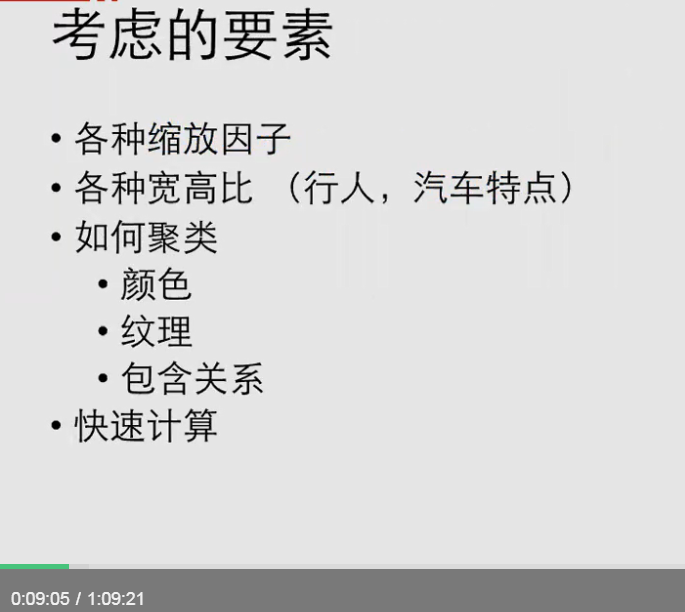 考虑的要素
• 各种缩放因子
• 各种宽高比 （行人，汽车特点）
• 如何聚类
• 颜色
• 纹理
• 包含关系
• 快速计算
0:09:05 / 1:09:21